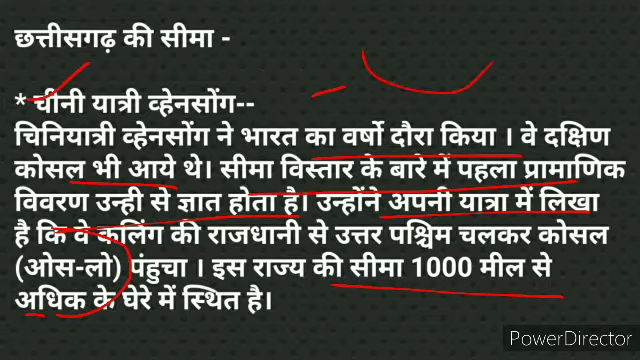 छत्तीसगढ़ की सीमा -
* चीनी यात्री व्हेनसोंग--
चिनियात्री व्हेनसोंग ने भारत का वर्षो दौरा किया । वे दक्षिण
कोसल भी आये थे। सीमा विस्तार के बारे में पहला प्रामाणिक
विवरण उन्ही से ज्ञात होता है। उन्होंने अपनी यात्रा में लिखा
है कि वे कलिंग की राजधानी से उत्तर पश्चिम चलकर कोसल
(ओस-लो) पंहुचा । इस राज्य की सीमा 1000 मील से
अधिक के घेरे में स्थित है।
PowerDirector